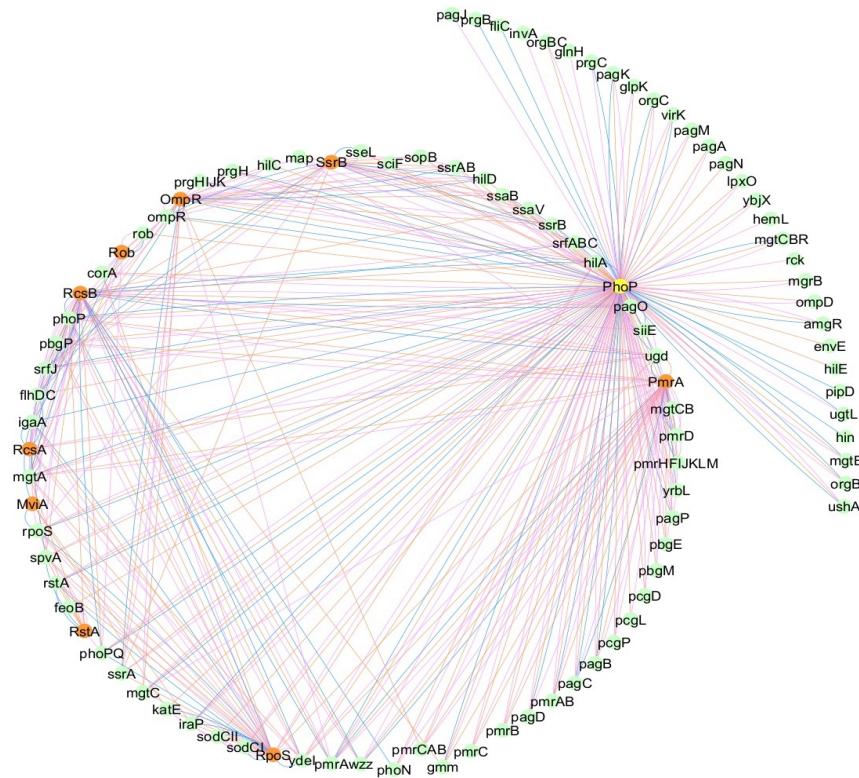 pagJ
prgB
fliC
invA
orgBC
glnH
prgC
pagK
glpK
orgC
virK
pagM
pagA
pagN
lpxO
ybjX
hemL
mgtCBR
rck
mgrB
ompD
amgR
envE
hilE
pipD
ugtL
hin
mgtB
orgB
ushA
PhoP
SsrB
sseL
sciF
sopB
ssrAB
hilD
ssaB
ssaV
ssrB
srfABC
hilA
pagO
siiE
ugd
PmrA
mgtCB
pmrD
pmrHFIJKLM
yrbL
pagP
pbgE
pbgM
pcgD
pcgL
pcgP
pagB
pagC
pmrAB
pagD
pmrB
pmrC
gmm
pmrCAB
phoN
wzz
pmrA
ydeI
RpoS
sodCI
sodCII
iraP
katE
mgtC
ssrA
phoPQ
RstA
feoB
rstA
spvA
rpoS
MviA
mgtA
RcsA
igaA
flhDC
srfJ
pbgP
phoP
RcsB
corA
Rob
rob
ompR
OmpR
prgHIJK
prgH
hilC
map